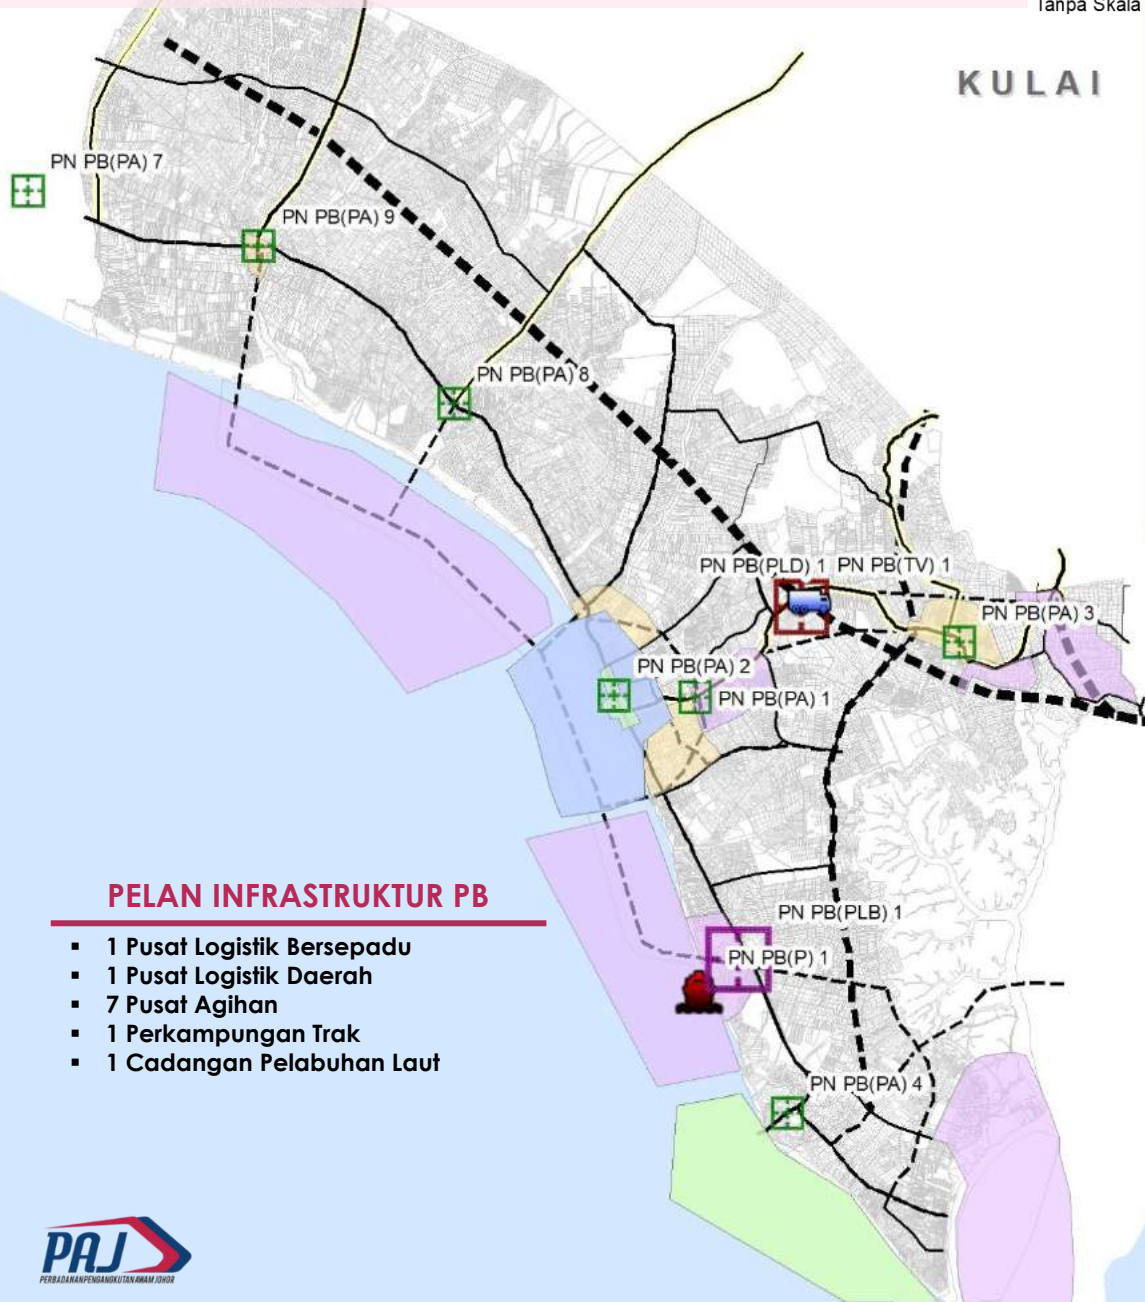 Tanpa Skala
KULAI
PN PB(PA) 7
PN PB(PA) 9
PN PB(PA) 8
PN PB(PLD) 1
PN PB(TV) 1
PN PB(PA) 3
PN PB(PA) 2
PN PB(PA) 1
PELAN INFRASTRUKTUR PB
▪ 1 Pusat Logistik Bersepadu
▪ 1 Pusat Logistik Daerah
▪ 7 Pusat Agihan
▪ 1 Perkampungan Trak
▪ 1 Cadangan Pelabuhan Laut
PN PB(PLB) 1
PN PB(P) 1
PN PB(PA) 4
PAJ
PERBADANAN PENGANGKUTAN AWAM JOHOR